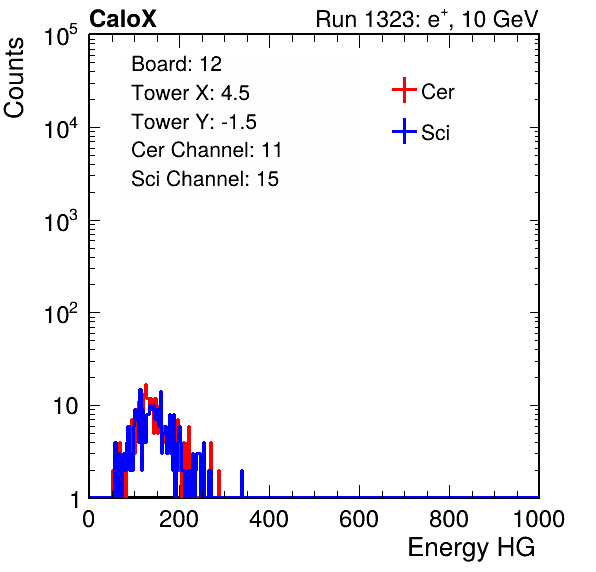 CaloX Run 1323: e⁺, 10 GeV
Counts
10⁵
10⁴
10³
10²
10
1
Board: 12
Tower X: 4.5
Tower Y: -1.5
Cer Channel: 11
Sci Channel: 15
Cer
Sci
0 200 400 600 800 1000
Energy HG